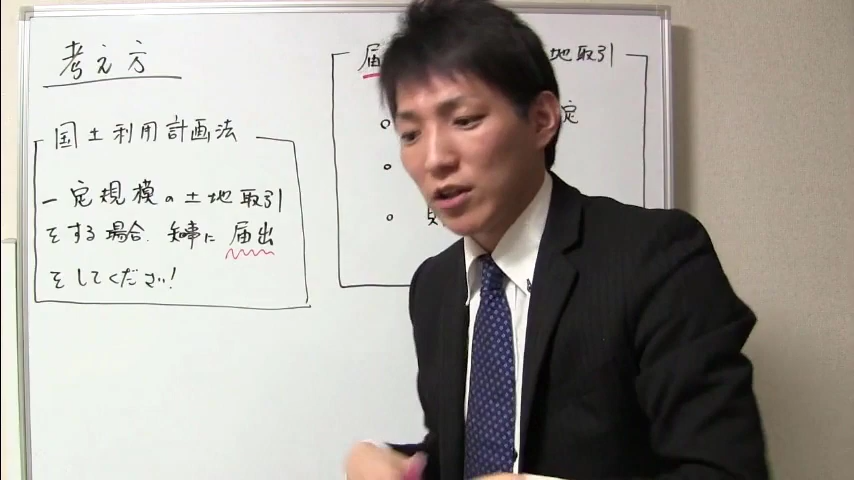 考え方
国土利用計画法
一定規模の土地取引
をする場合、知事に届出
をしてください!
届 地取引
定